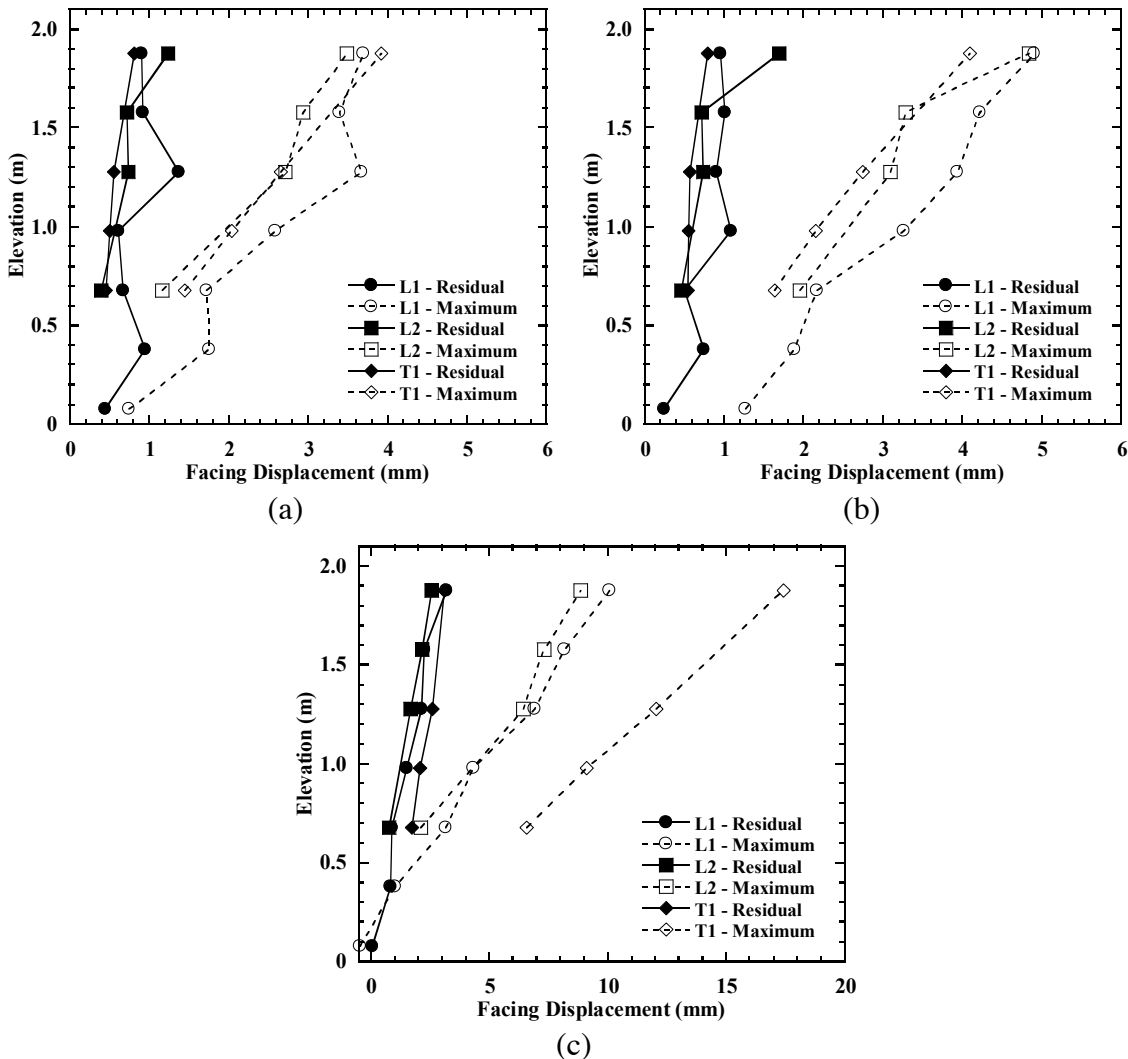 2.0
1.5
1.0
0.5
0
Elevation (m)
L1 - Residual
L1 - Maximum
L2 - Residual
L2 - Maximum
T1 - Residual
T1 - Maximum
0 1 2 3 4 5 6
Facing Displacement (mm)
(a)
2.0
1.5
1.0
0.5
0
Elevation (m)
L1 - Residual
L1 - Maximum
L2 - Residual
L2 - Maximum
T1 - Residual
T1 - Maximum
0 1 2 3 4 5 6
Facing Displacement (mm)
(b)
2.0
1.5
1.0
0.5
0
Elevation (m)
L1 - Residual
L1 - Maximum
L2 - Residual
L2 - Maximum
T1 - Residual
T1 - Maximum
0 5 10 15 20
Facing Displacement (mm)
(c)